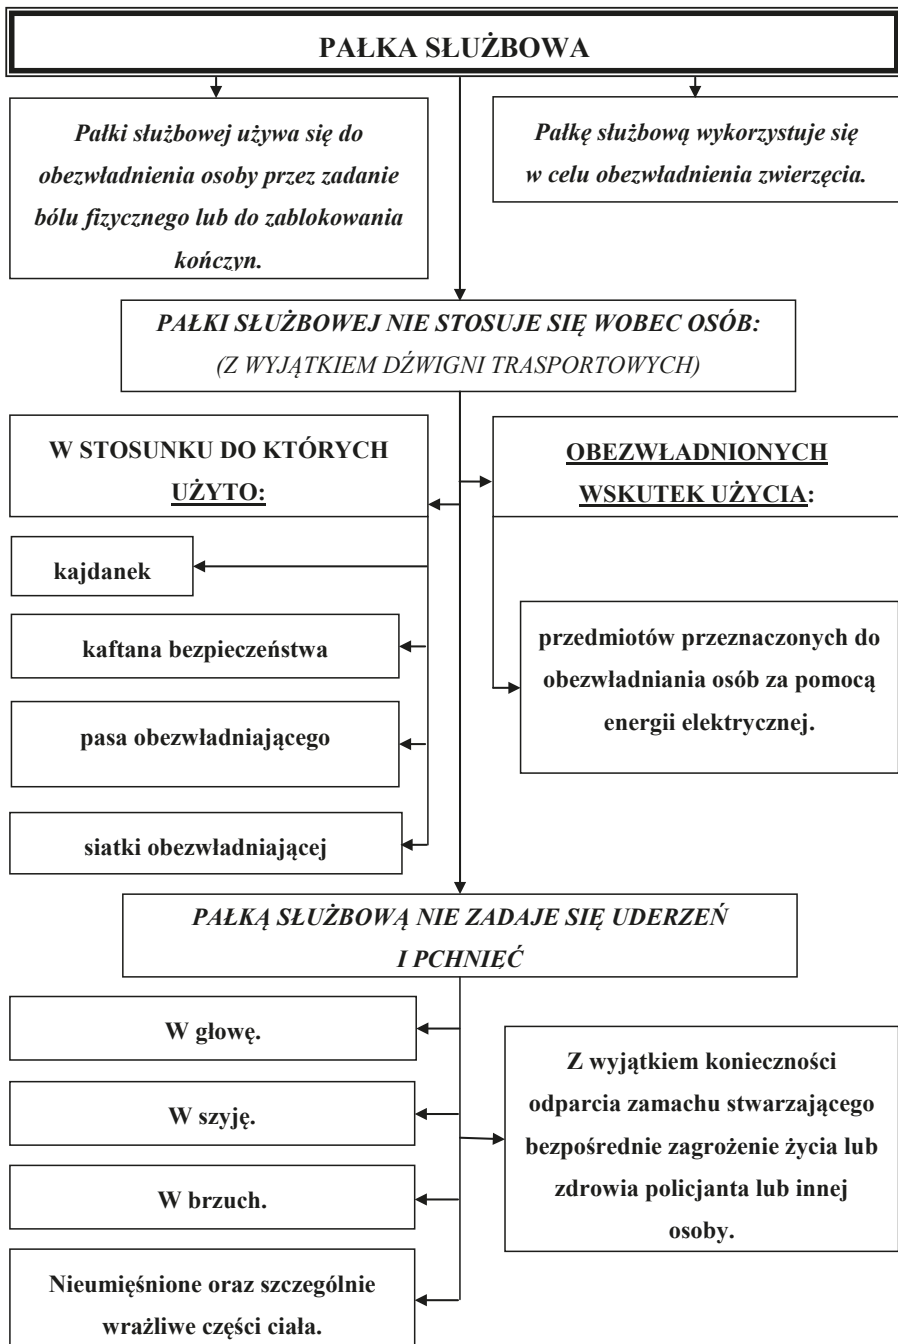 PAŁKA SŁUŻBOWA
Pałki służbowej używa się do
obezwładnienia osoby przez zadanie
bólu fizycznego lub do zablokowania
kończyn.
Pałkę służbową wykorzystuje się
w celu obezwładnienia zwierzęcia.
PAŁKI SŁUŻBOWEJ NIE STOSUJE SIĘ WOBEC OSÓB:
(Z WYJĄTKIEM DŹWIGNI TRASPORTOWYCH)
W STOSUNKU DO KTÓRYCH
UŻYTO:
kajdanek
kaftana bezpieczeństwa
pasa obezwładniającego
siatki obezwładniającej
OBEZWŁADNIONYCH
WSKUTEK UŻYCIA:
przedmiotów przeznaczonych do
obezwładniania osób za pomocą
energii elektrycznej.
PAŁKĄ SŁUŻBOWĄ NIE ZADAJE SIĘ UDERZEŃ
I PCHNIĘĆ
W głowę.
W szyję.
W brzuch.
Nieumięśnione oraz szczególnie
wrażliwe części ciała.
Z wyjątkiem konieczności
odparcia zamachu stwarzającego
bezpośrednie zagrożenie życia lub
zdrowia policjanta lub innej
osoby.